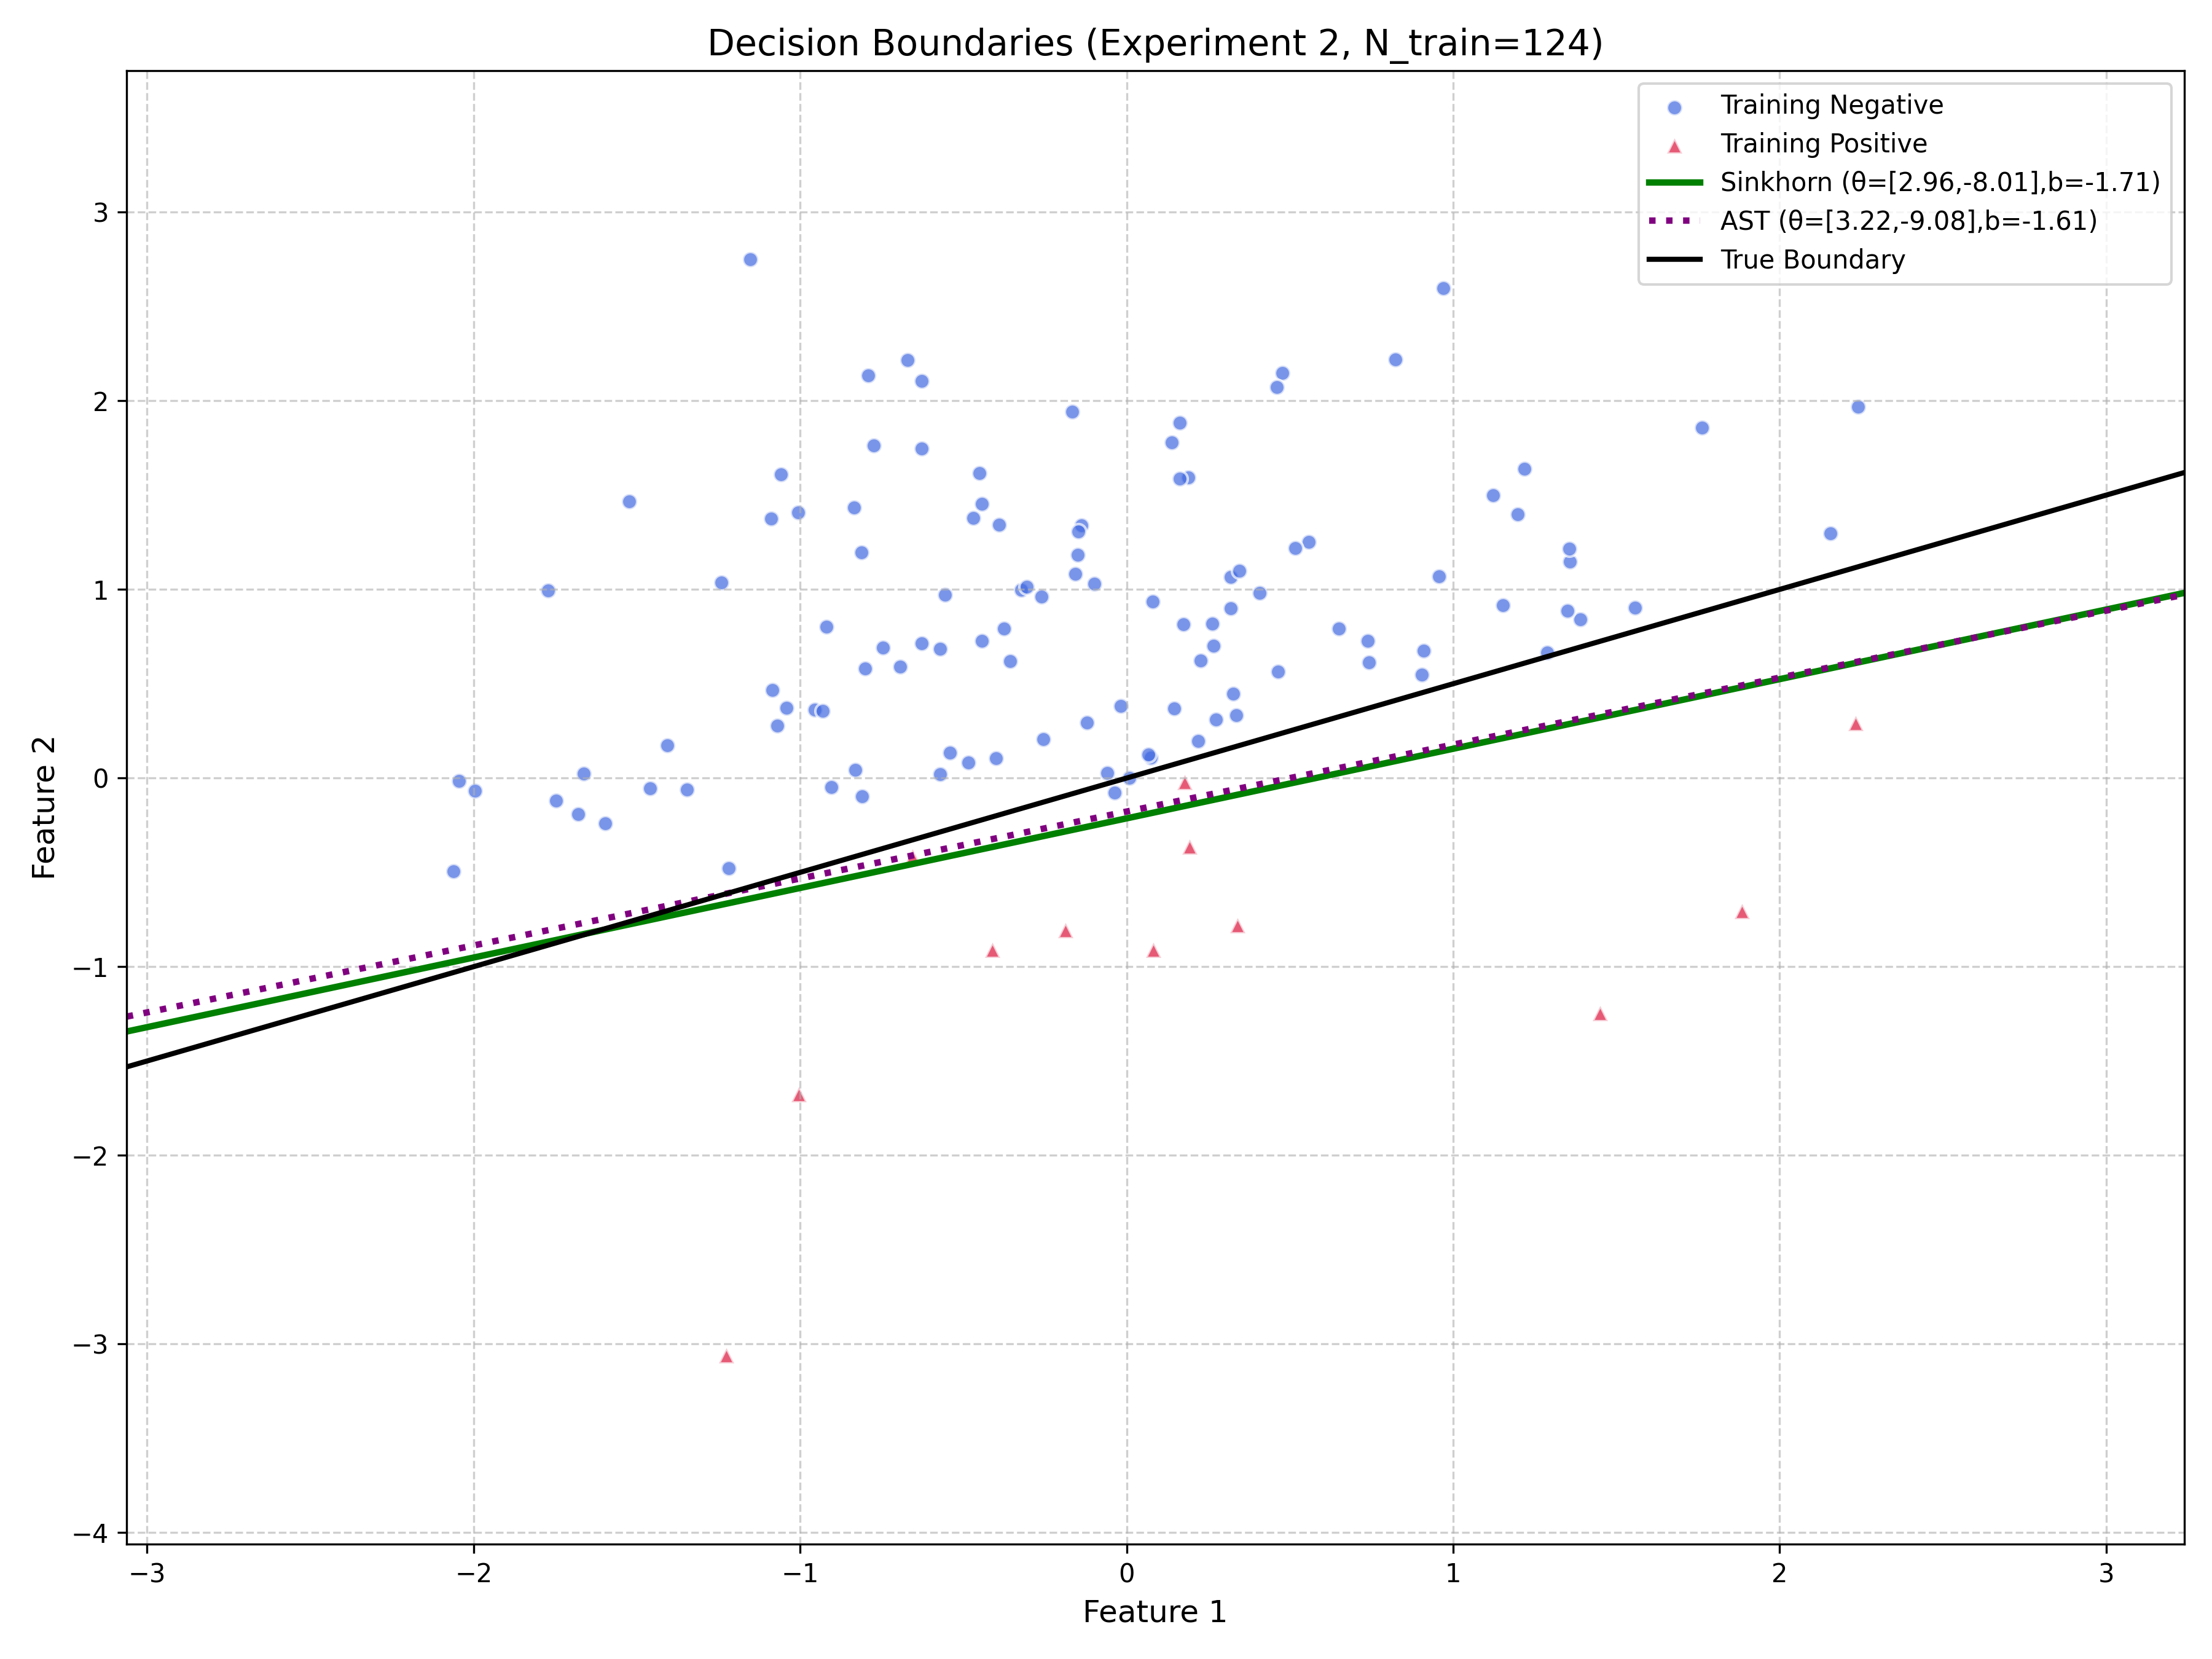 Decision Boundaries (Experiment 2, N_train=124)
Training Negative
Training Positive
Sinkhorn (θ=[2.96,-8.01],b=-1.71)
AST (θ=[3.22,-9.08],b=-1.61)
True Boundary
3
2
1
0
−1
−2
−3
−4
Feature 2
−3
−2
−1
0
1
2
3
Feature 1